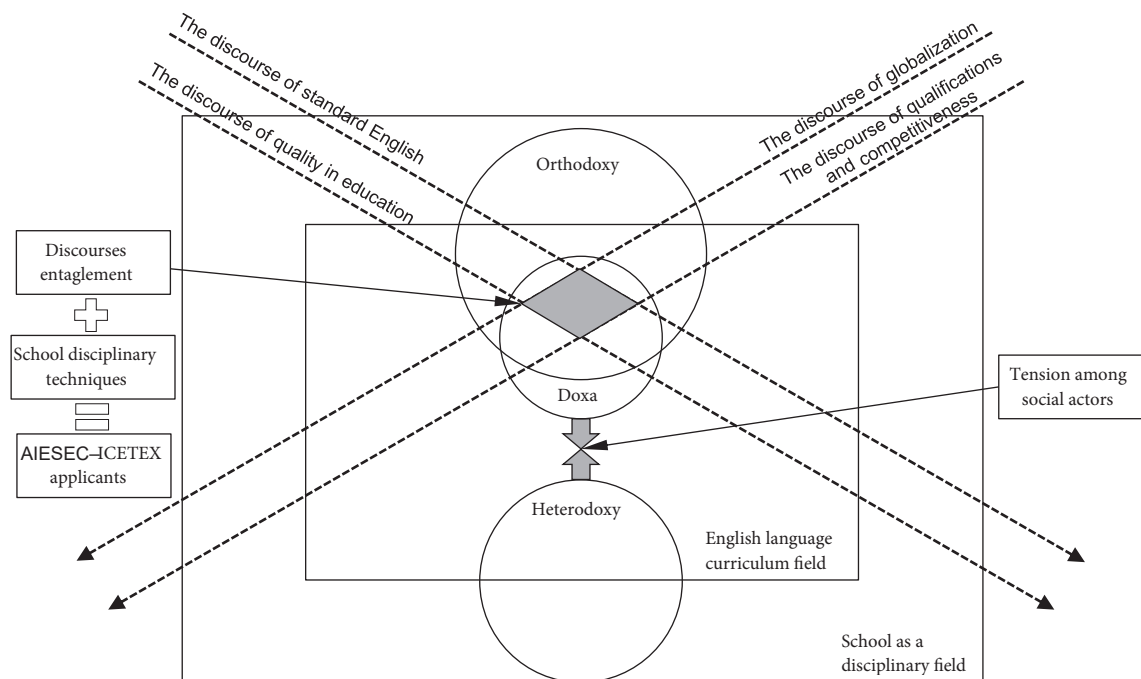 The discourse of standard English
The discourse of quality in education
The discourse of globalization
The discourse of qualifications
and competitiveness
Orthodoxy
Discourses
entaglement
School disciplinary
techniques
AIESEC–ICETEX
applicants
Doxa
Tension among
social actors
Heterodoxy
English language
curriculum field
School as a
disciplinary field